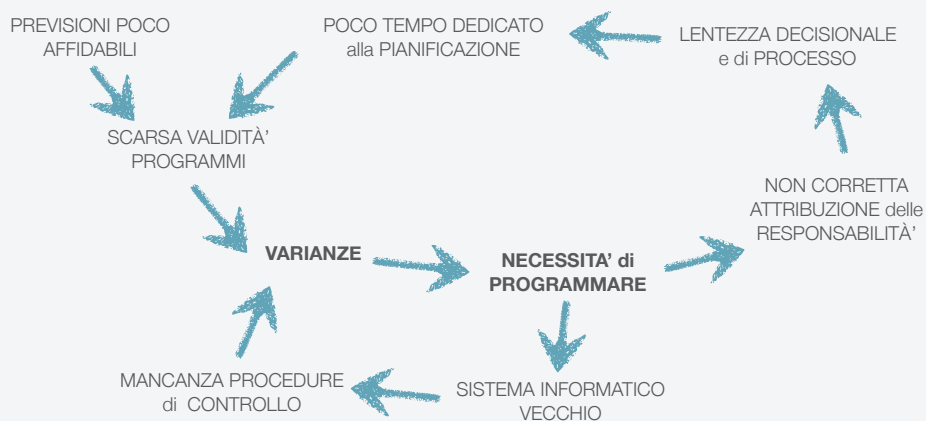 PREVISIONI POCO
AFFIDABILI
POCO TEMPO DEDICATO
alla PIANIFICAZIONE
LENTEZZA DECISIONALE
e di PROCESSO
SCARSA VALIDITÀ'
PROGRAMMI
NON CORRETTA
ATTRIBUZIONE delle
RESPONSABILITÀ'
VARIANZE
NECESSITA' di
PROGRAMMARE
MANCANZA PROCEDURE
di CONTROLLO
SISTEMA INFORMATICO
VECCHIO